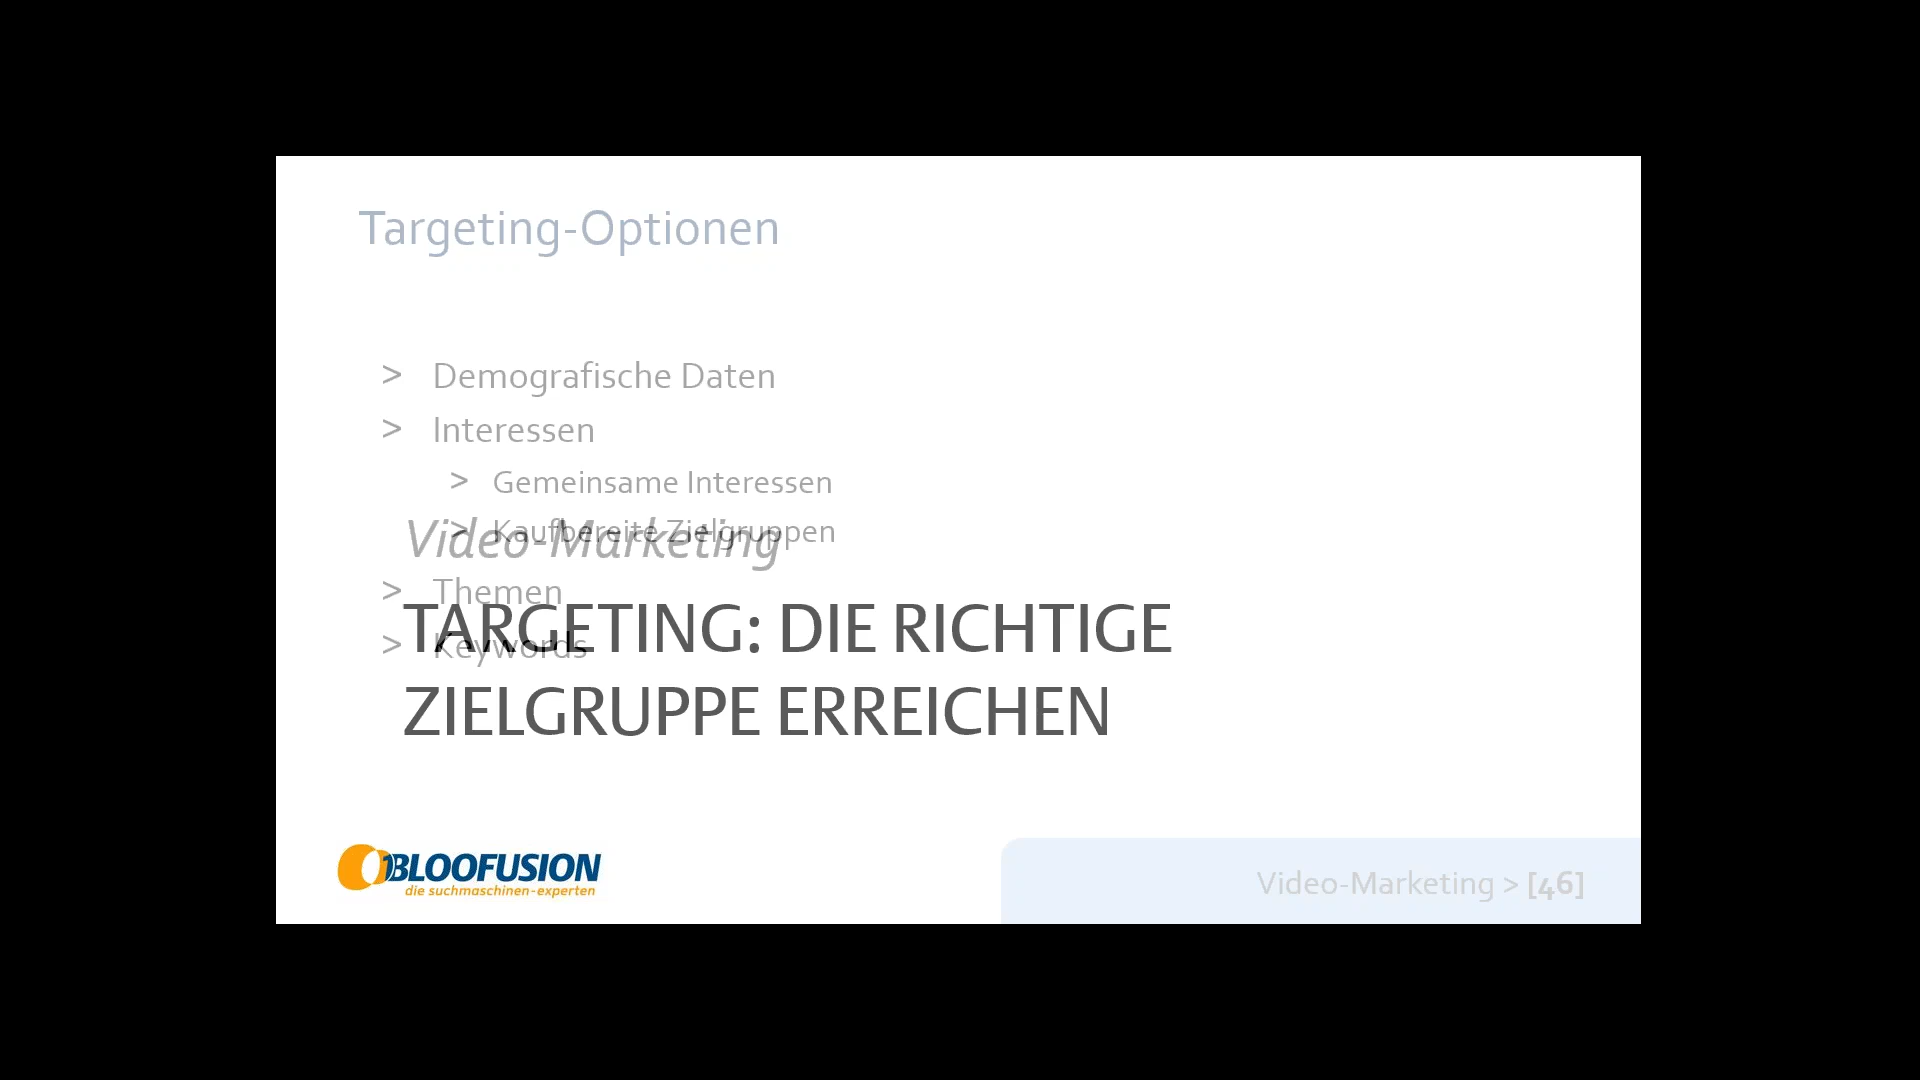 Targeting-Optionen
> Demografische Daten
> Interessen
> Gemeinsame Interessen
> Kaufbereite Zielgruppen
Video-Marketing
> Themen
TARGETING: DIE RICHTIGE
> Keywords
ZIELGRUPPE ERREICHEN
BLOOFUSION
die suchmaschinen-experten
Video-Marketing > [46]